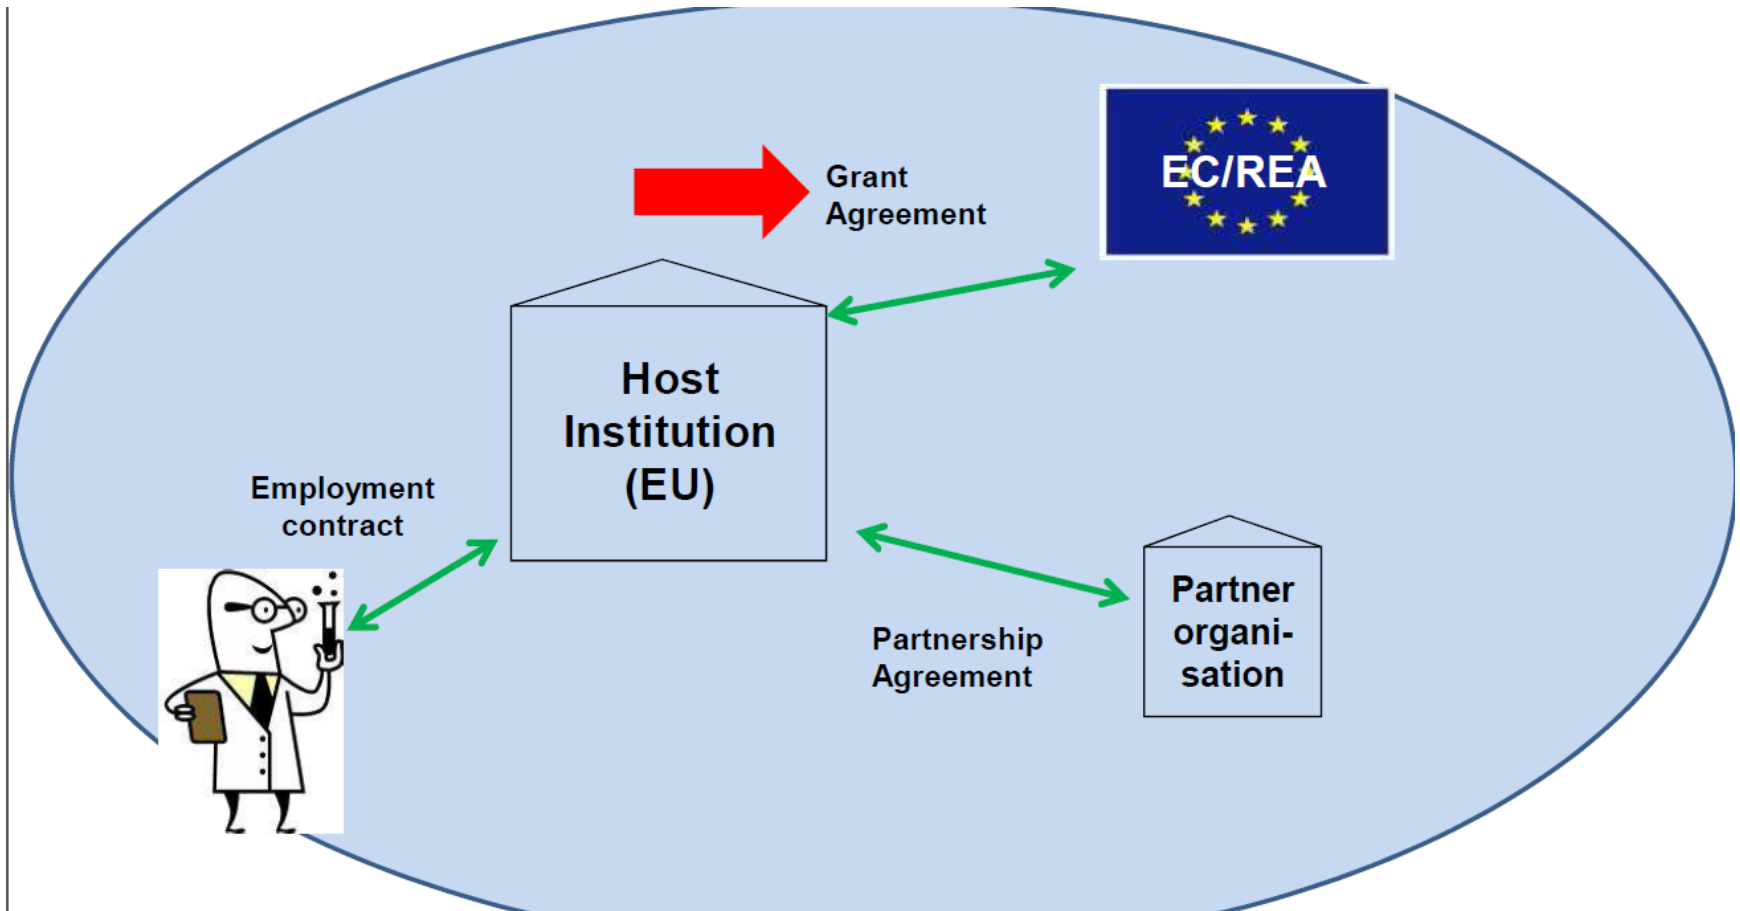 Grant
Agreement
EC/REA
Host
Institution
(EU)
Employment
contract
Partnership
Agreement
Partner
organi-
sation